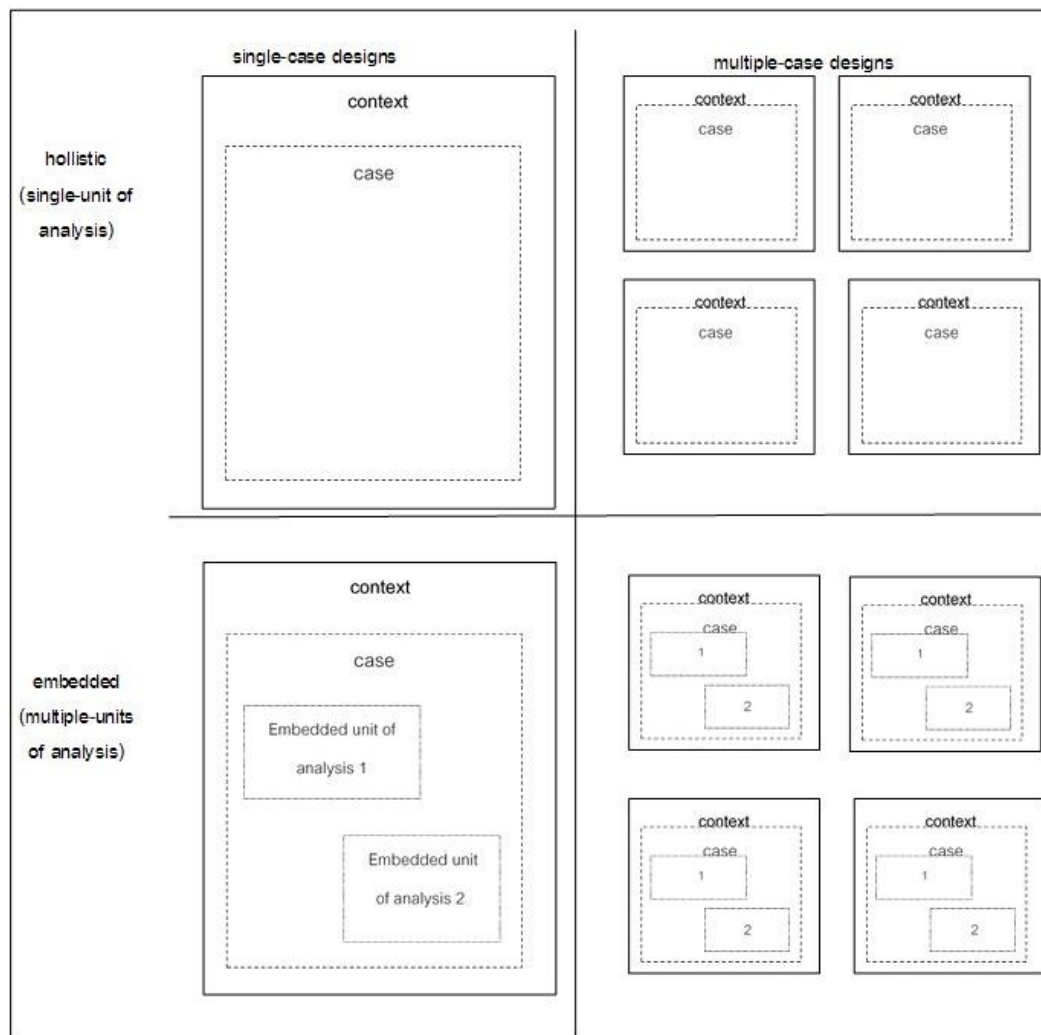 single-case designs
multiple-case designs
hollistic
(single-unit of
analysis)
context
case
context
case
context
case
context
case
context
case
embedded
(multiple-units
of analysis)
context
case
Embedded unit of
analysis 1
Embedded unit
of analysis 2
context
case
1
2
context
case
1
2
context
case
1
2
context
case
1
2